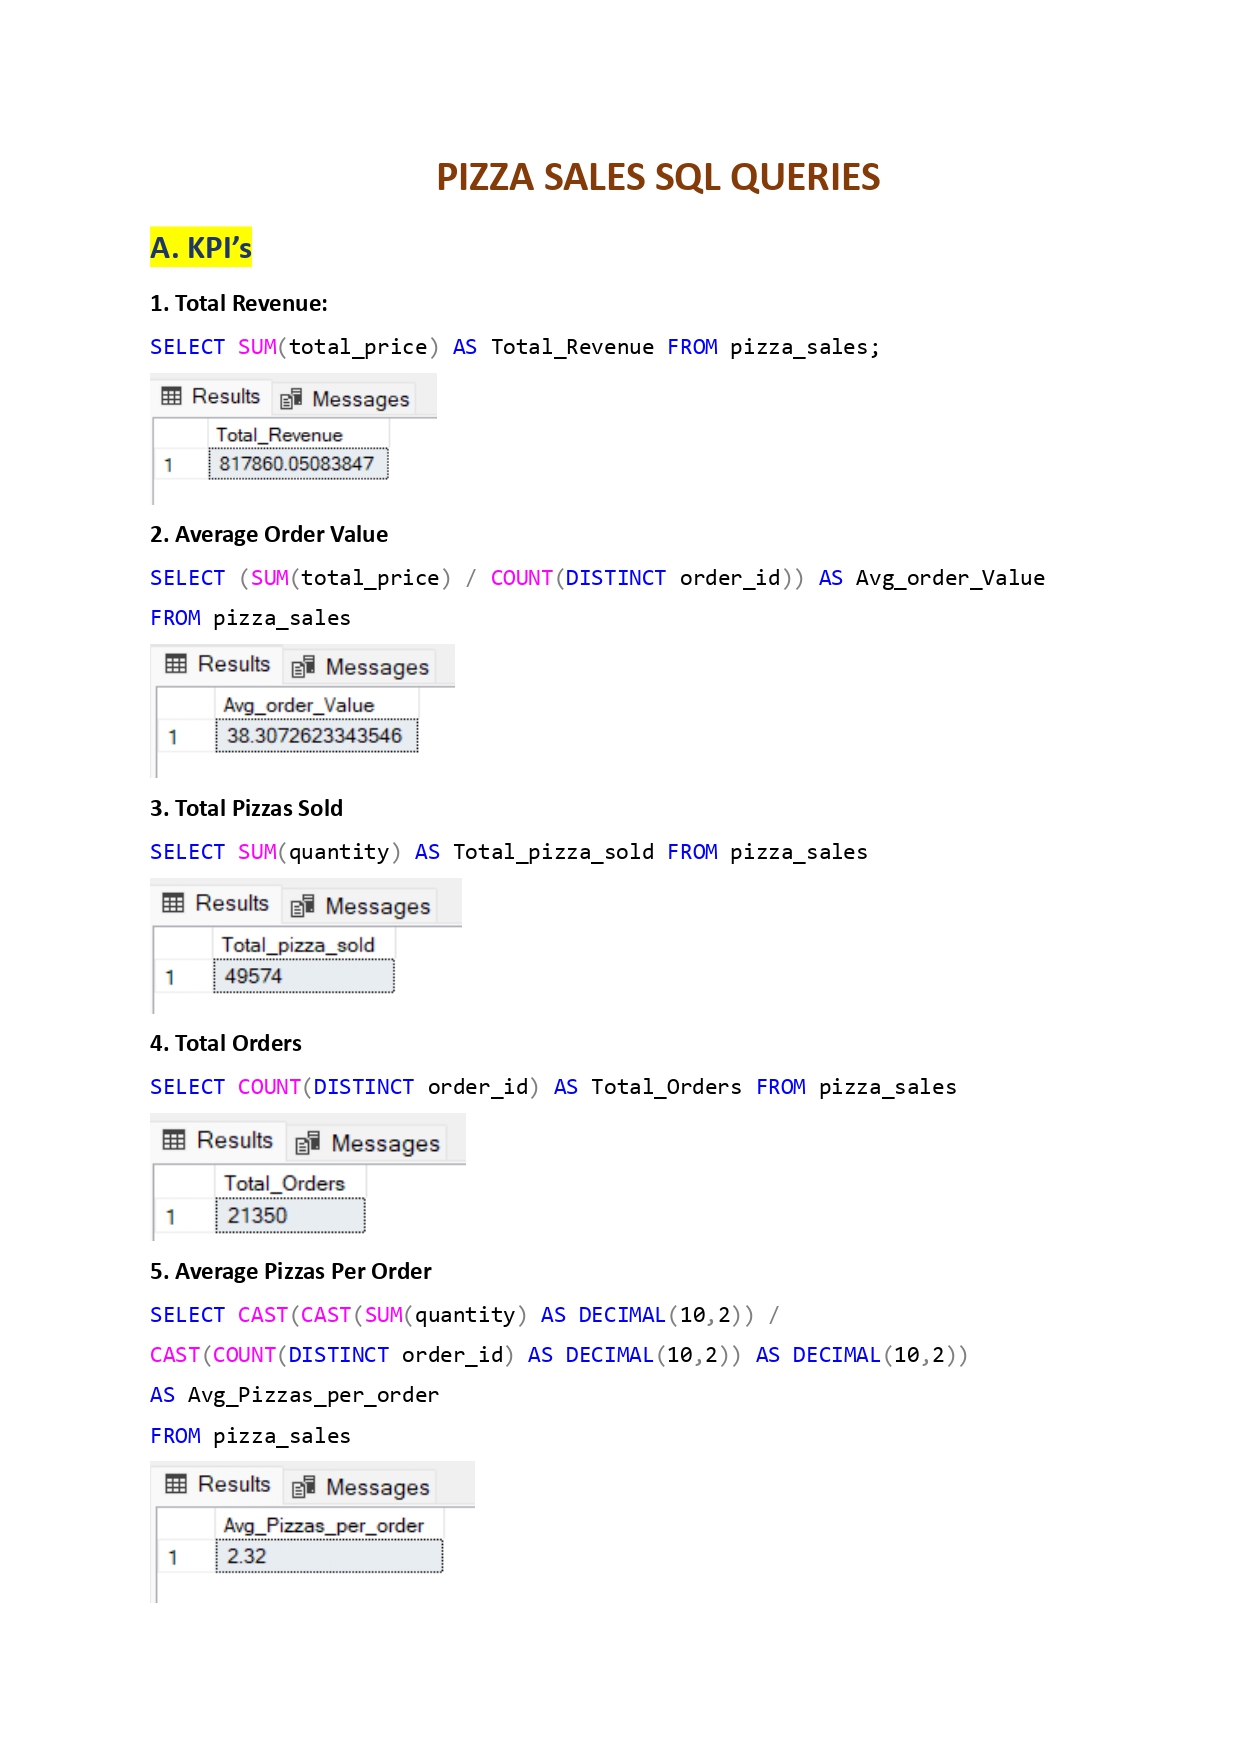 PIZZA SALES SQL QUERIES
A. KPI’s
1. Total Revenue:
SELECT SUM(total_price) AS Total_Revenue FROM pizza_sales;
Results Messages
Total_Revenue
1 817860.05083847
2. Average Order Value
SELECT (SUM(total_price) / COUNT(DISTINCT order_id)) AS Avg_order_Value
FROM pizza_sales
Results Messages
Avg_order_Value
1 38.3072623343546
3. Total Pizzas Sold
SELECT SUM(quantity) AS Total_pizza_sold FROM pizza_sales
Results Messages
Total_pizza_sold
1 49574
4. Total Orders
SELECT COUNT(DISTINCT order_id) AS Total_Orders FROM pizza_sales
Results Messages
Total_Orders
1 21350
5. Average Pizzas Per Order
SELECT CAST(CAST(SUM(quantity) AS DECIMAL(10,2)) /
CAST(COUNT(DISTINCT order_id) AS DECIMAL(10,2)) AS DECIMAL(10,2))
AS Avg_Pizzas_per_order
FROM pizza_sales
Results Messages
Avg_Pizzas_per_order
1 2.32